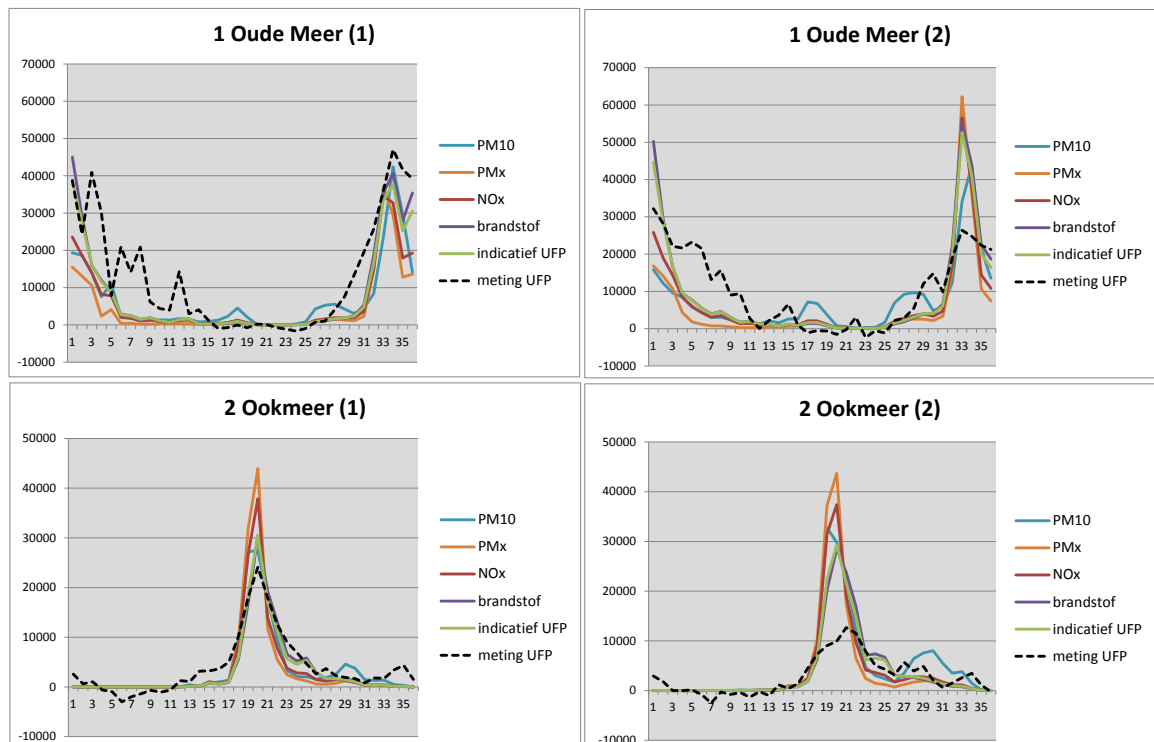 1 Oude Meer (1)
70000
60000
50000
40000
30000
20000
10000
0
-10000
1 3 5 7 9 11 13 15 17 19 21 23 25 27 29 31 33 35
PM10
PMx
NOx
brandstof
indicatief UFP
meting UFP
1 Oude Meer (2)
70000
60000
50000
40000
30000
20000
10000
0
-10000
1 3 5 7 9 11 13 15 17 19 21 23 25 27 29 31 33 35
PM10
PMx
NOx
brandstof
indicatief UFP
meting UFP
2 Ookmeer (1)
50000
40000
30000
20000
10000
0
-10000
1 3 5 7 9 11 13 15 17 19 21 23 25 27 29 31 33 35
PM10
PMx
NOx
brandstof
indicatief UFP
meting UFP
2 Ookmeer (2)
50000
40000
30000
20000
10000
0
-10000
1 3 5 7 9 11 13 15 17 19 21 23 25 27 29 31 33 35
PM10
PMx
NOx
brandstof
indicatief UFP
meting UFP